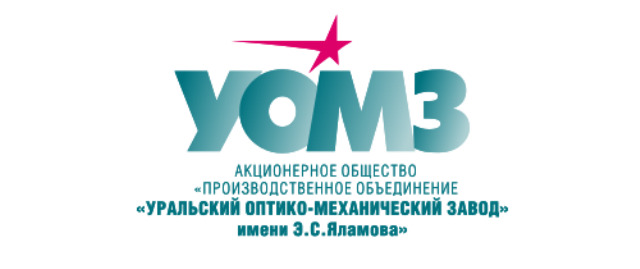 УОМЗ
АКЦИОНЕРНОЕ ОБЩЕСТВО
«ПРОИЗВОДСТВЕННОЕ ОБЪЕДИНЕНИЕ
«УРАЛЬСКИЙ ОПТИКО-МЕХАНИЧЕСКИЙ ЗАВОД»
имени Э.С.Яламова»